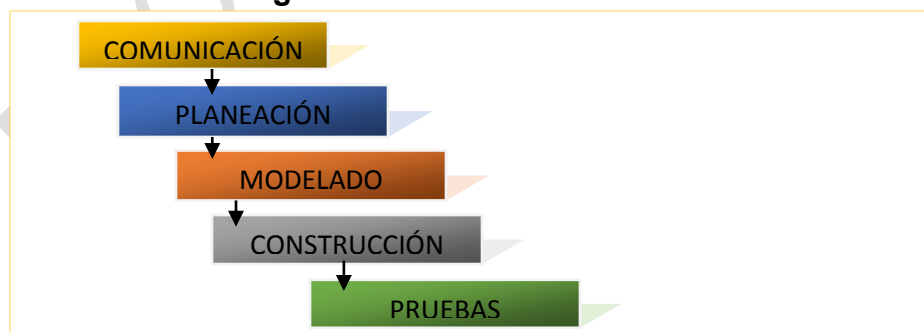 COMUNICACIÓN
PLANEACIÓN
MODELADO
CONSTRUCCIÓN
PRUEBAS